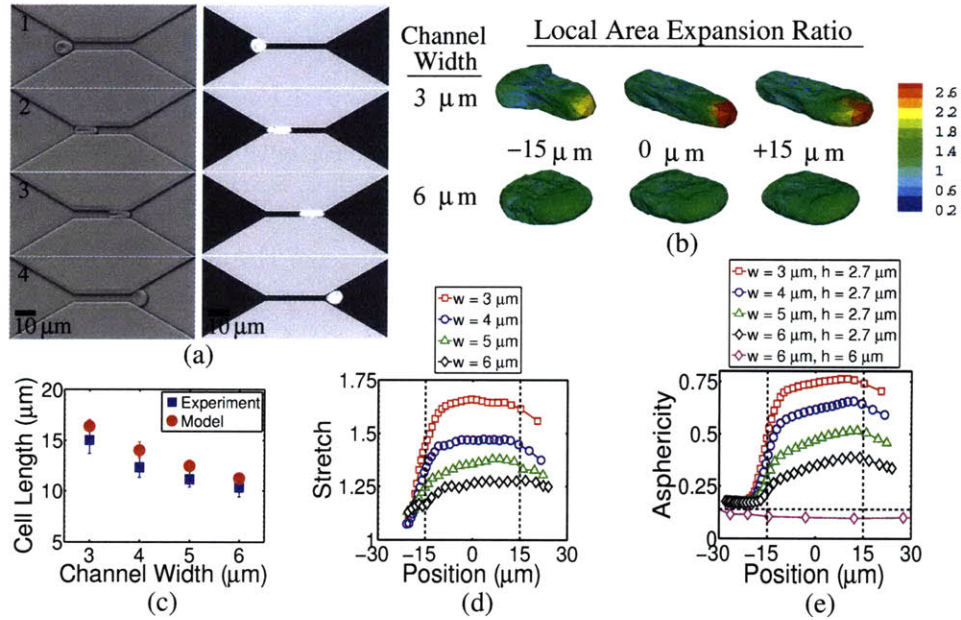 1
2
3
4
10 μm
10 μm
(a)
Channel
Width
Local Area Expansion Ratio
3 μm
-15 μm
0 μm
+15 μm
6 μm
2.6
2.2
1.8
1.4
1
0.6
0.2
(b)
Cell Length (μm)
20
15
10
5
Experiment
Model
3 4 5 6
Channel Width (μm)
(c)
w = 3 μm
w = 4 μm
w = 5 μm
w = 6 μm
Stretch
1.75
1.5
1.25
1
-30 -15 0 15 30
Position (μm)
(d)
w = 3 μm, h = 2.7 μm
w = 4 μm, h = 2.7 μm
w = 5 μm, h = 2.7 μm
w = 6 μm, h = 2.7 μm
w = 6 μm, h = 6 μm
Asphericity
0.75
0.5
0.25
0
-30 -15 0 15 30
Position (μm)
(e)